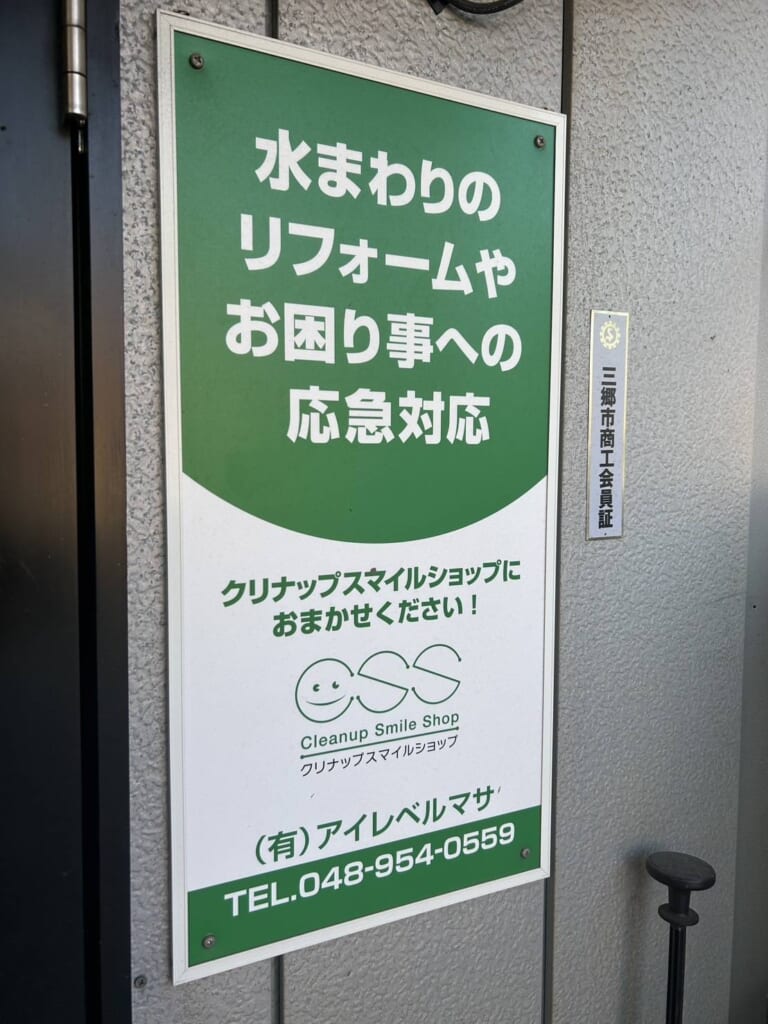 水まわりの
リフォームや
お困り事への
応急対応
クリナップスマイルショップに
おまかせください!
css
Cleanup Smile Shop
クリナップスマイルショップ
(有)アイレベルマサ
TEL.048-954-0559
三郷市商工会員証